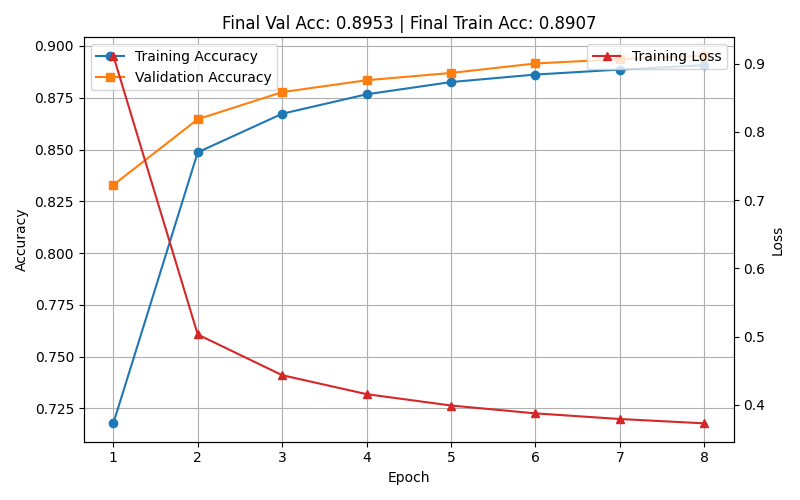 Final Val Acc: 0.8953 | Final Train Acc: 0.8907
Training Accuracy
Validation Accuracy
Training Loss
0.900
0.875
0.850
0.825
0.800
0.775
0.750
0.725
Accuracy
0.9
0.8
0.7
0.6
0.5
0.4
Loss
1 2 3 4 5 6 7 8
Epoch